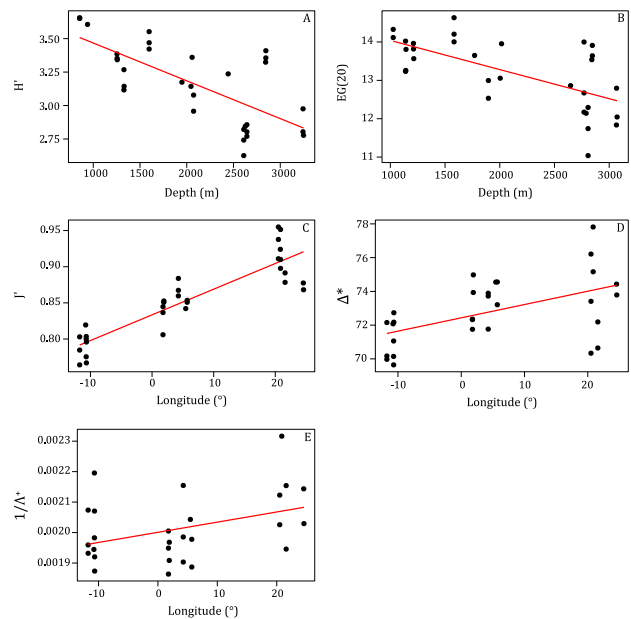 A
3.50
3.25
3.00
2.75
H'
1000 1500 2000 2500 3000
Depth (m)
B
14
13
12
11
EG(20)
1000 1500 2000 2500 3000
Depth (m)
C
0.95
0.90
0.85
0.80
J'
-10 0 10 20
Longitude (°)
D
78
76
74
72
70
Δ*
-10 0 10 20
Longitude (°)
E
0.0023
0.0022
0.0021
0.0020
0.0019
1/Λ⁺
-10 0 10 20
Longitude (°)